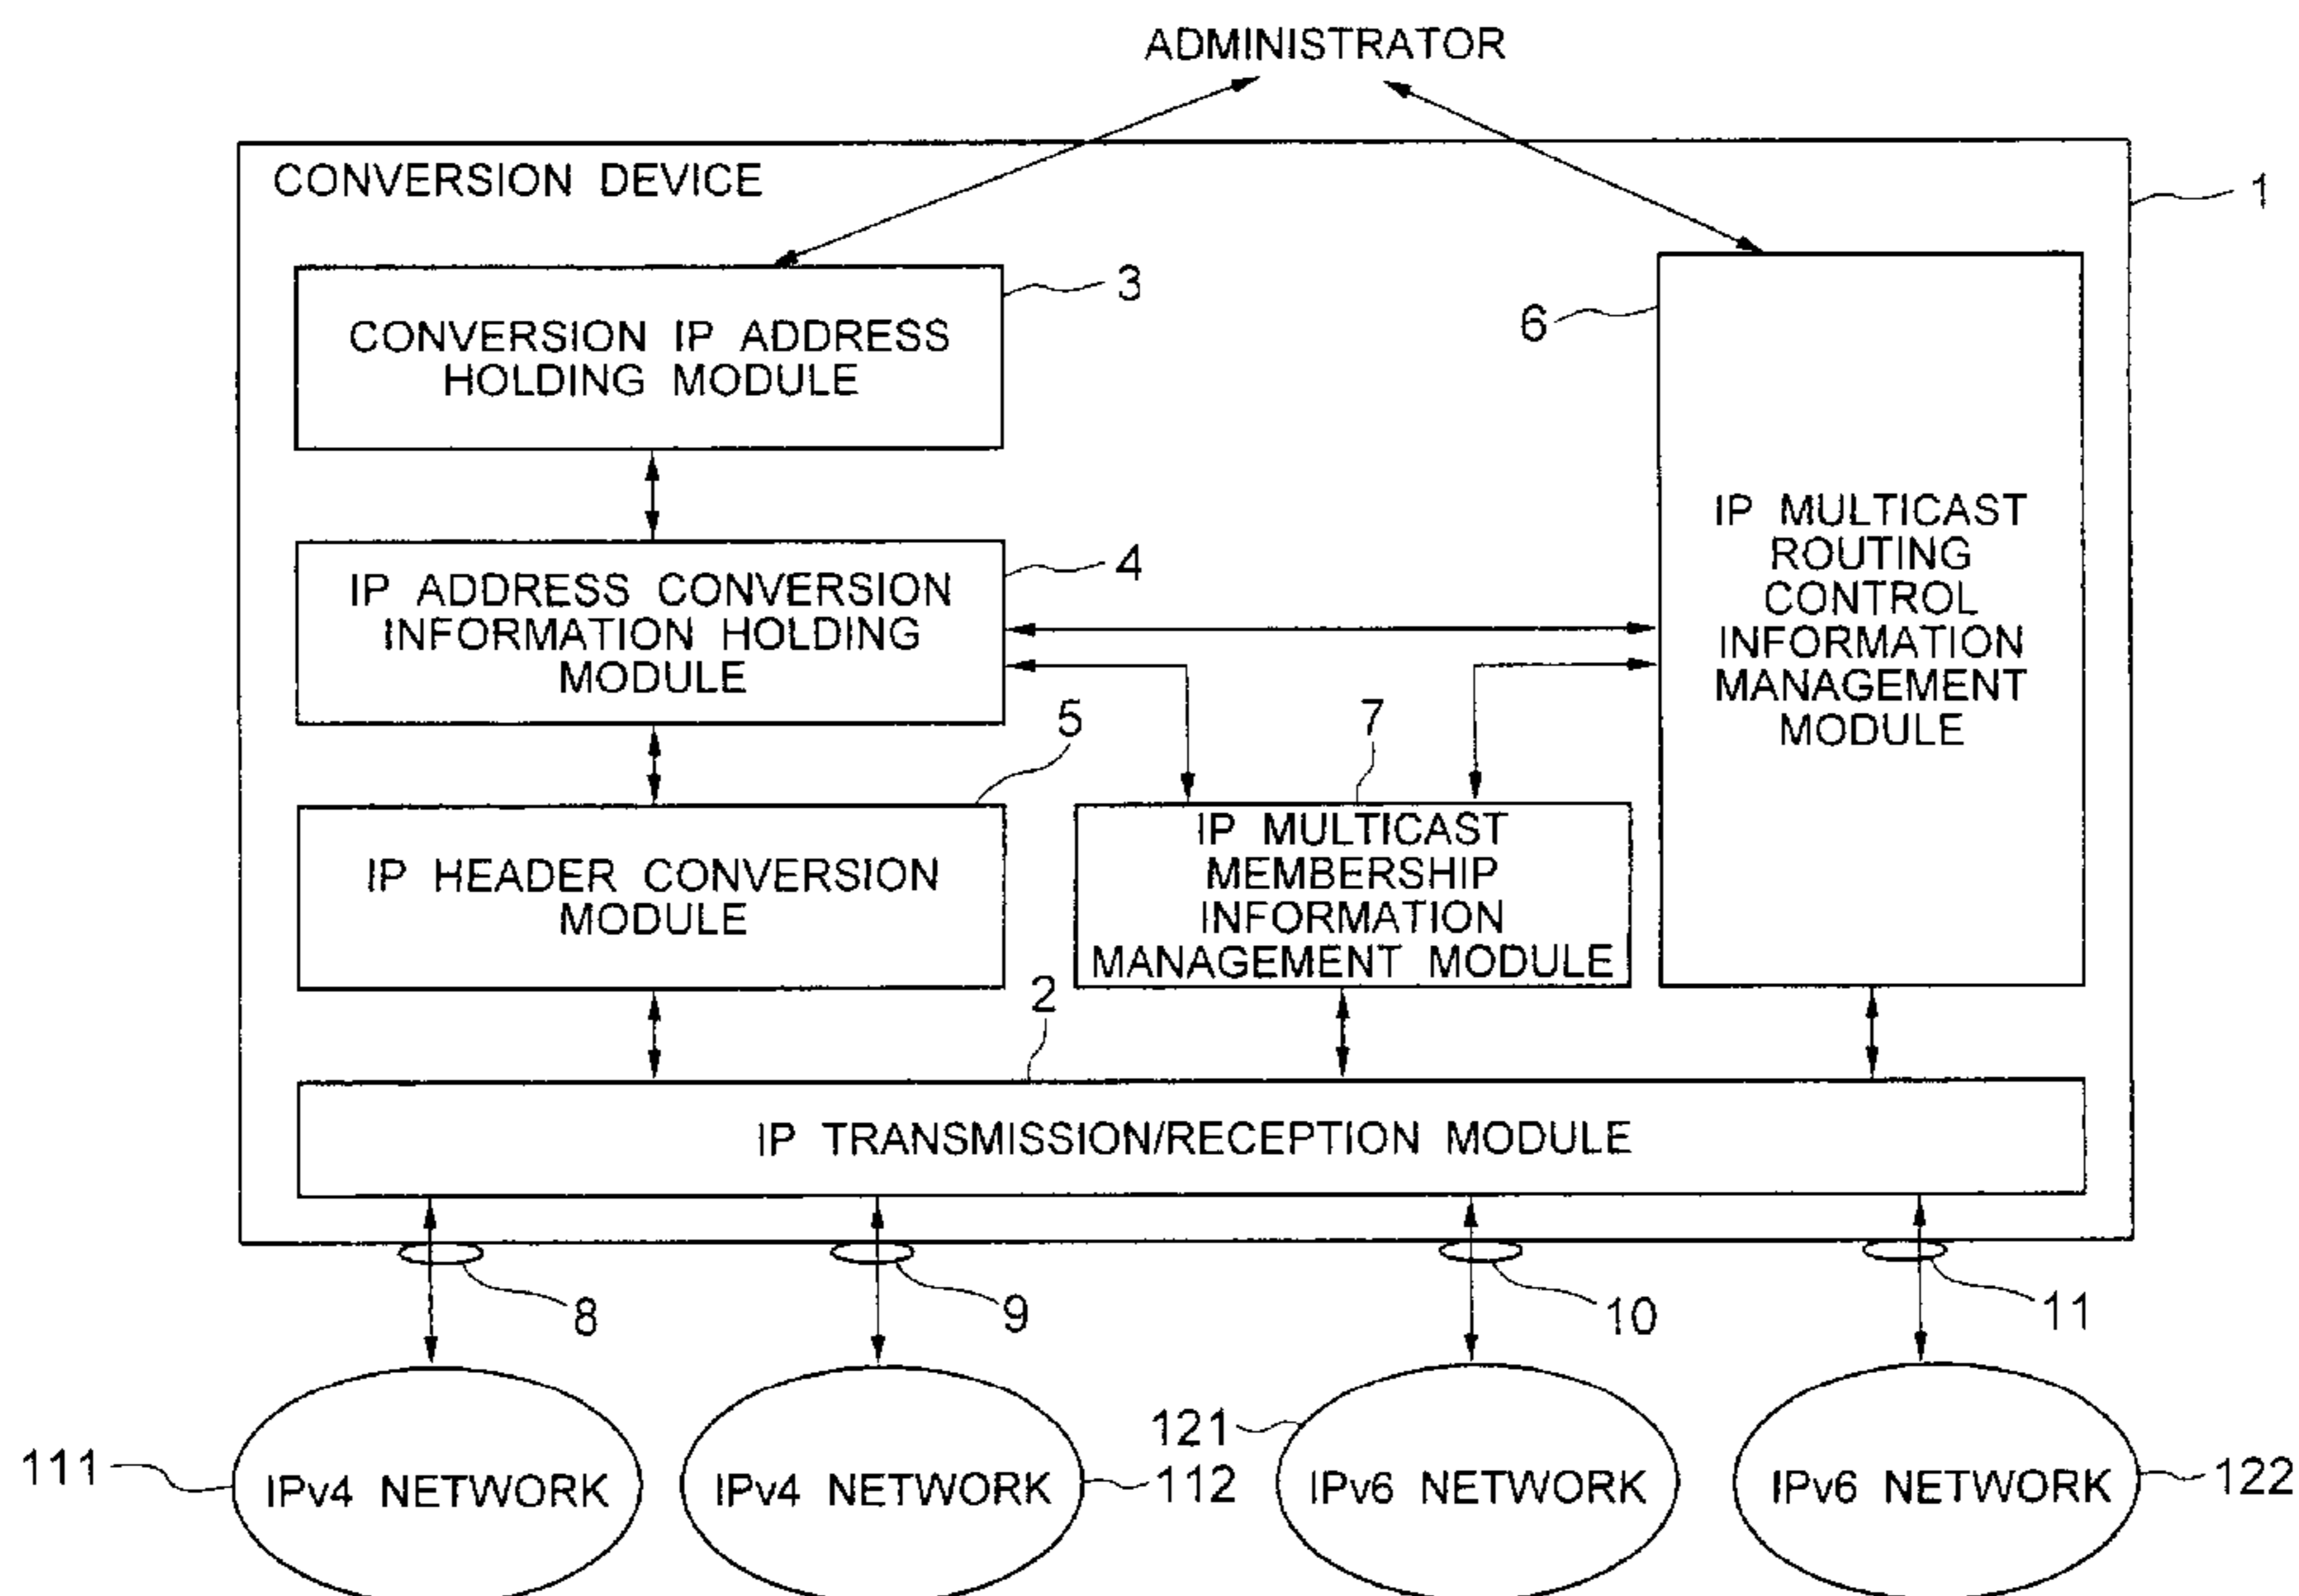 ADMINISTRATOR
CONVERSION DEVICE
1
3
CONVERSION IP ADDRESS
HOLDING MODULE
6
4
IP ADDRESS CONVERSION
INFORMATION HOLDING
MODULE
IP MULTICAST
ROUTING
CONTROL
INFORMATION
MANAGEMENT
MODULE
5
7
IP HEADER CONVERSION
MODULE
IP MULTICAST
MEMBERSHIP
INFORMATION
MANAGEMENT MODULE
2
IP TRANSMISSION/RECEPTION MODULE
8
9
10
11
111
IPv4 NETWORK
IPv4 NETWORK
112
121
IPv6 NETWORK
IPv6 NETWORK
122